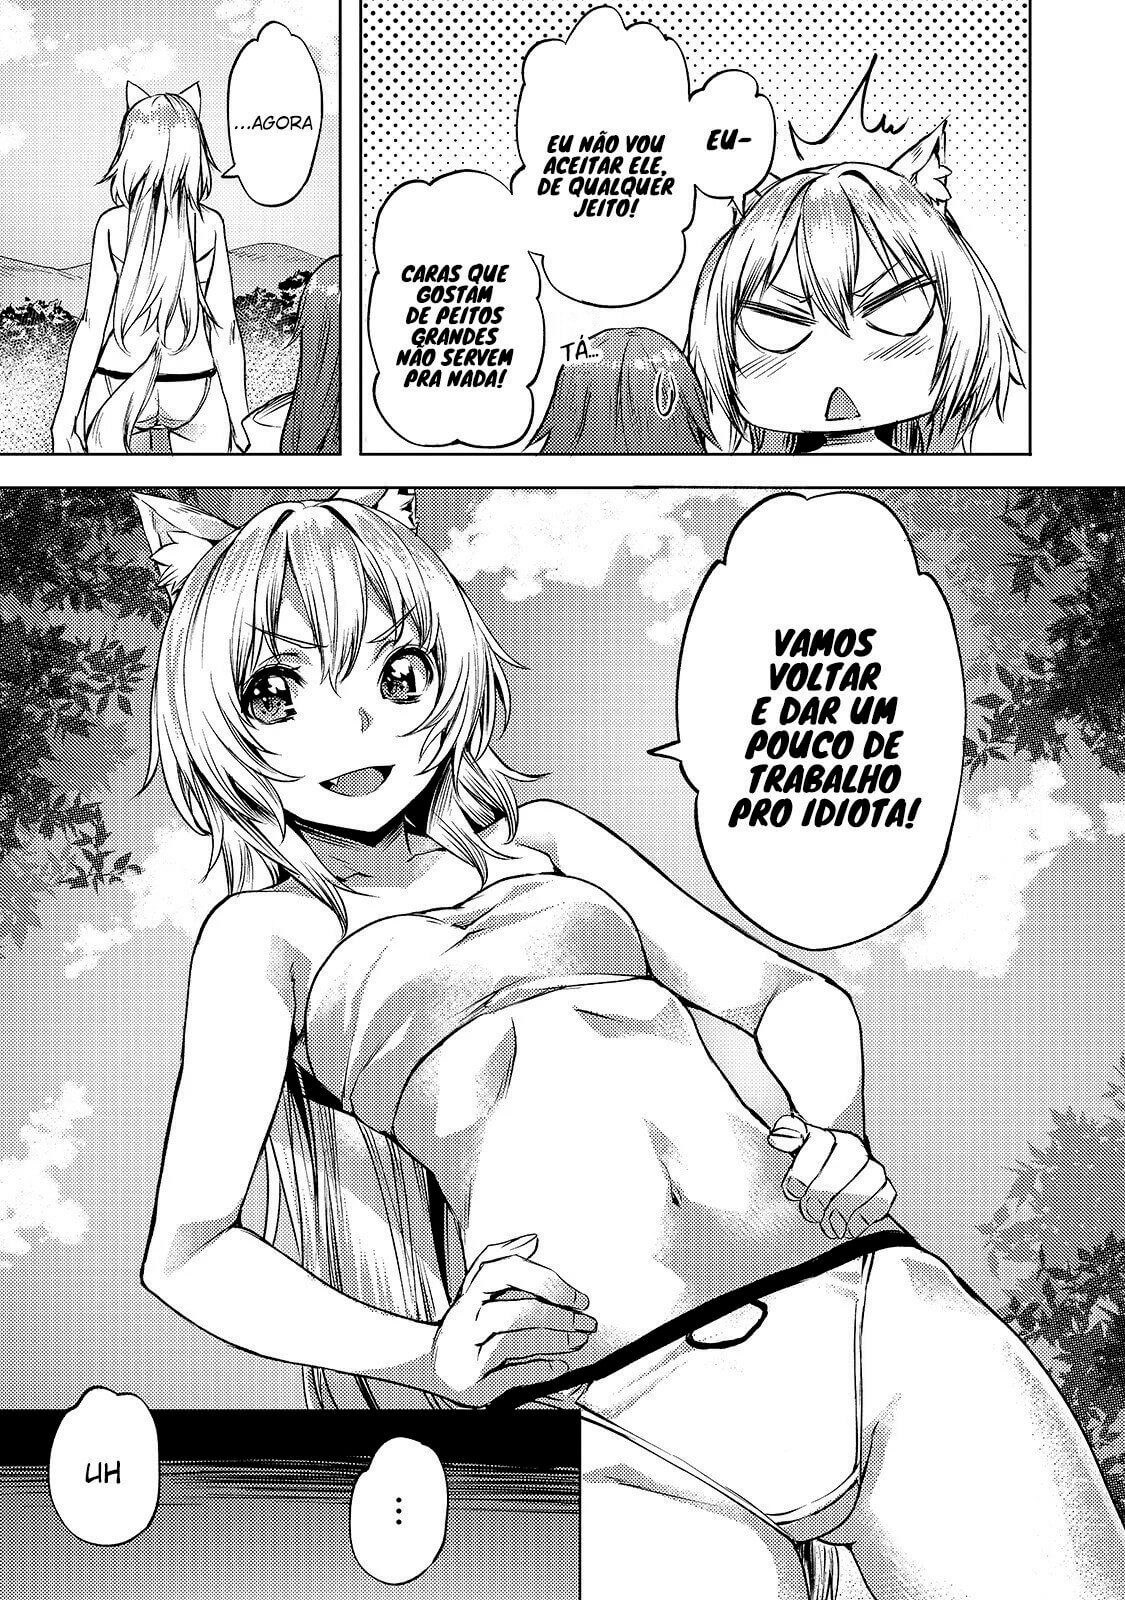 EU-
EU NÃO VOU
ACEITAR ELE,
DE QUALQUER
JEITO!
CARAS QUE
GOSTAM
DE PEITOS
GRANDES
NÃO SERVEM
PRA NADA!
TÁ...
...AGORA
VAMOS
VOLTAR
E DAR UM
POUCO DE
TRABALHO
PRO IDIOTA!
...
UH